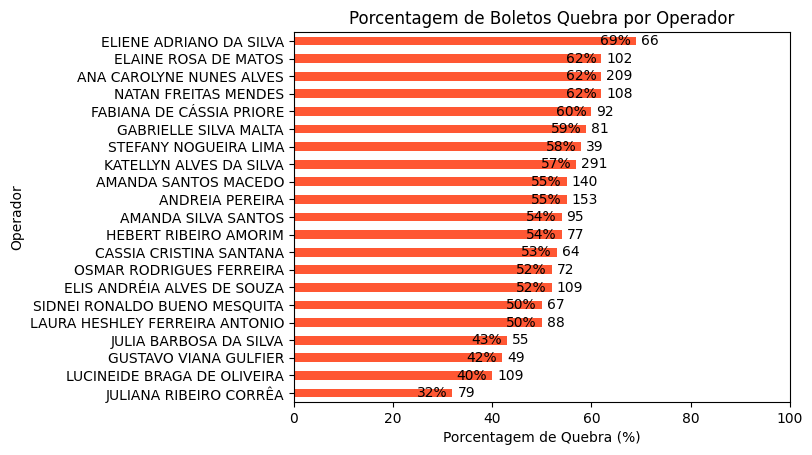 Porcentagem de Boletos Quebra por Operador
ELIENE ADRIANO DA SILVA 69% 66
ELAINE ROSA DE MATOS 62% 102
ANA CAROLYNE NUNES ALVES 62% 209
NATAN FREITAS MENDES 62% 108
FABIANA DE CÁSSIA PRIORE 60% 92
GABRIELLE SILVA MALTA 59% 81
STEFANY NOGUEIRA LIMA 58% 39
KATELLYN ALVES DA SILVA 57% 291
AMANDA SANTOS MACEDO 55% 140
ANDREIA PEREIRA 55% 153
AMANDA SILVA SANTOS 54% 95
HEBERT RIBEIRO AMORIM 54% 77
CASSIA CRISTINA SANTANA 53% 64
OSMAR RODRIGUES FERREIRA 52% 72
ELIS ANDRÉIA ALVES DE SOUZA 52% 109
SIDNEI RONALDO BUENO MESQUITA 50% 67
LAURA HESHLEY FERREIRA ANTONIO 50% 88
JULIA BARBOSA DA SILVA 43% 55
GUSTAVO VIANA GULFIER 42% 49
LUCINEIDE BRAGA DE OLIVEIRA 40% 109
JULIANA RIBEIRO CORRÊA 32% 79
Operador
0 20 40 60 80 100
Porcentagem de Quebra (%)